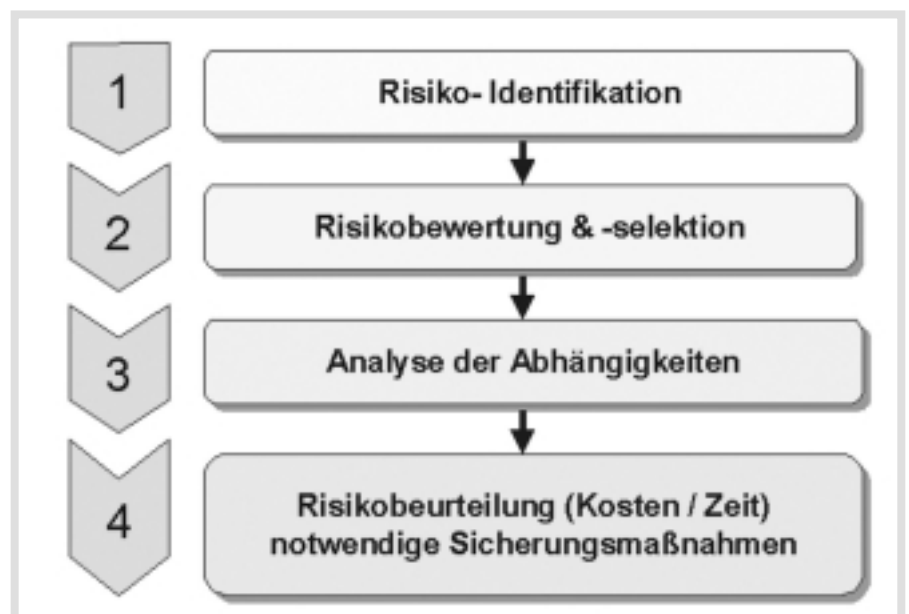 1
Risiko- Identifikation
2
Risikobewertung & -selektion
3
Analyse der Abhängigkeiten
4
Risikobeurteilung (Kosten / Zeit)
notwendige Sicherungsmaßnahmen